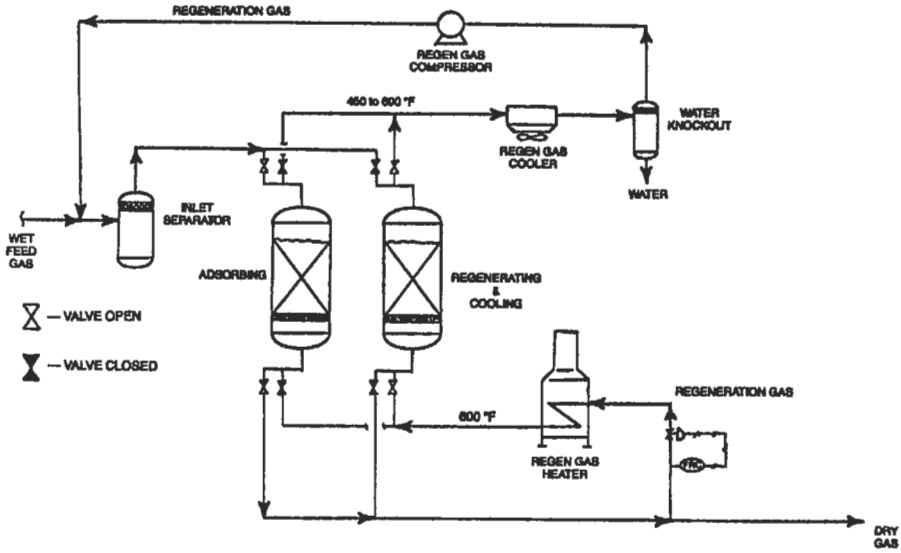 REGENERATION GAS
REGEN GAS
COMPRESSOR
450 to 600 °F
WATER
KNOCKOUT
REGEN GAS
COOLER
WATER
INLET
SEPARATOR
WET
FEED
GAS
ADSORBING
REGENERATING
&
COOLING
— VALVE OPEN
— VALVE CLOSED
REGENERATION GAS
600 °F
REGEN GAS
HEATER
FRC
DRY
GAS